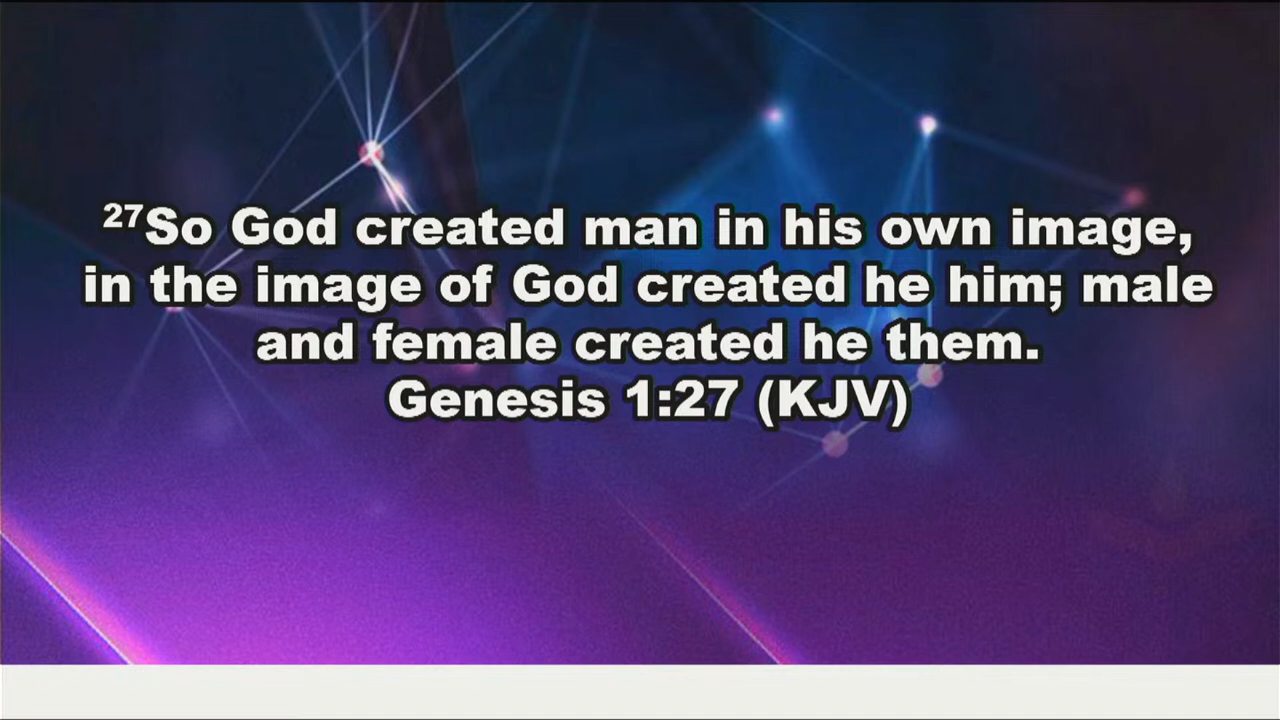 27So God created man in his own image,
in the image of God created he him; male
and female created he them.
Genesis 1:27 (KJV)